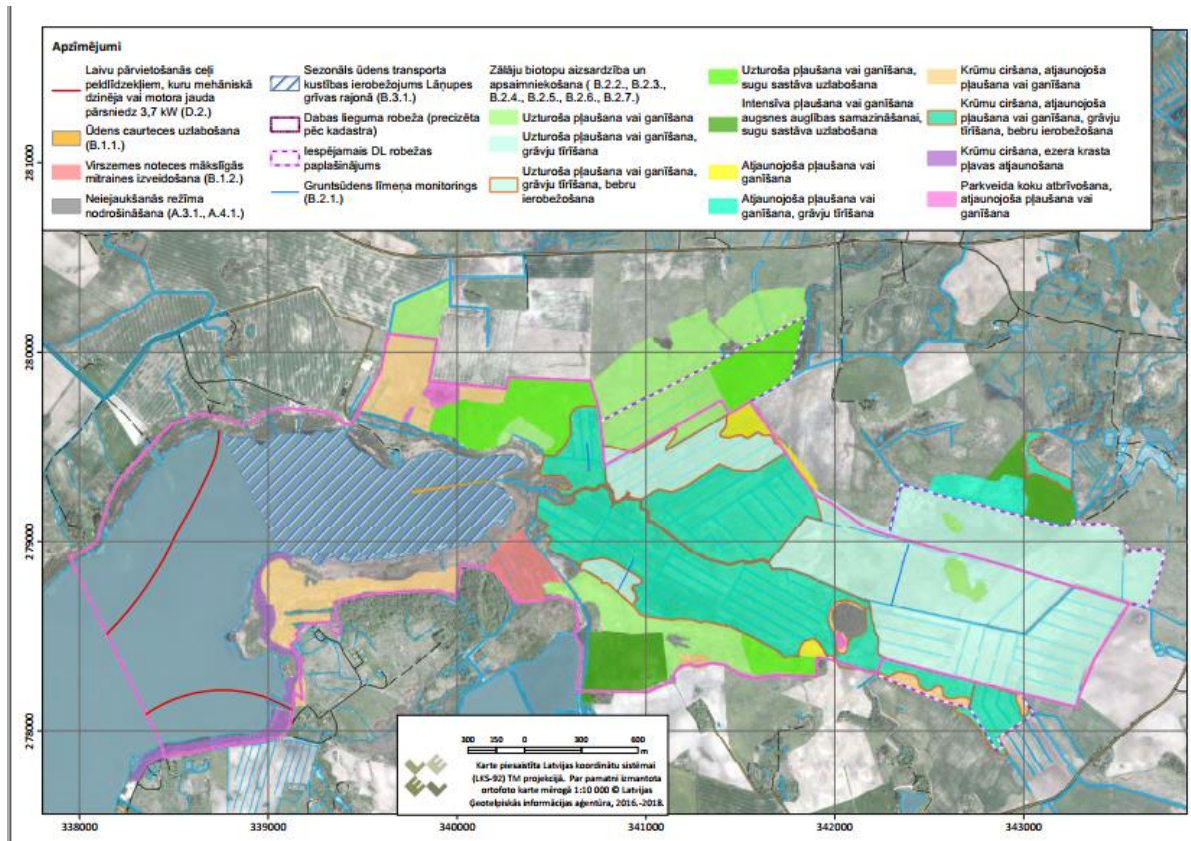 Apzīmējumi
Laivu pārvietošanās ceļi
peldlīdzekļiem, kuru mehāniskā
dzinēja vai motora jauda
pārsniedz 3,7 kW (D.2.)
Ūdens caurteces uzlabošana
(B.1.1.)
Virszemes noteces mākslīgās
mitraines izveidošana (B.1.2.)
Neiejaukšanās režīma
nodrošināšana (A.3.1., A.4.1.)
Sezonāls ūdens transporta
kustības ierobežojums Lāņupes
grīvas rajonā (B.3.1.)
Dabas lieguma robeža (precizēta
pēc kadastra)
Iespējamais DL robežas
paplašinājums
Gruntsūdens līmeņa monitorings
(B.2.1.)
Zālāju biotopu aizsardzība un
apsaimniekošana ( B.2.2., B.2.3.,
B.2.4., B.2.5., B.2.6., B.2.7.)
Uzturoša pļaušana vai ganīšana
Uzturoša pļaušana vai ganīšana,
grāvju tīrīšana
Uzturoša pļaušana vai ganīšana,
grāvju tīrīšana, bebru
ierobežošana
Uzturoša pļaušana vai ganīšana,
sugu sastāva uzlabošana
Intensīva pļaušana vai ganīšana
augsnes auglības samazināšanai,
sugu sastāva uzlabošana
Atjaunojoša pļaušana vai
ganīšana
Atjaunojoša pļaušana vai
ganīšana, grāvju tīrīšana
Krūmu ciršana, atjaunojoša
pļaušana vai ganīšana
Krūmu ciršana, atjaunojoša
pļaušana vai ganīšana, grāvju
tīrīšana, bebru ierobežošana
Krūmu ciršana, ezera krasta
pļavas atjaunošana
Parkveida koku atbrīvošana,
atjaunojoša pļaušana vai
ganīšana
281000
280000
279000
278000
300 150 0 300 600
m
Karte piesaistīta Latvijas koordinātu sistēmai
(LKS-92) TM projekcijā. Par pamatni izmantota
ortofoto karte mērogā 1:10 000 © Latvijas
Ģeotelpiskās informācijas aģentūra, 2016.-2018.
338000 339000 340000 341000 342000 343000